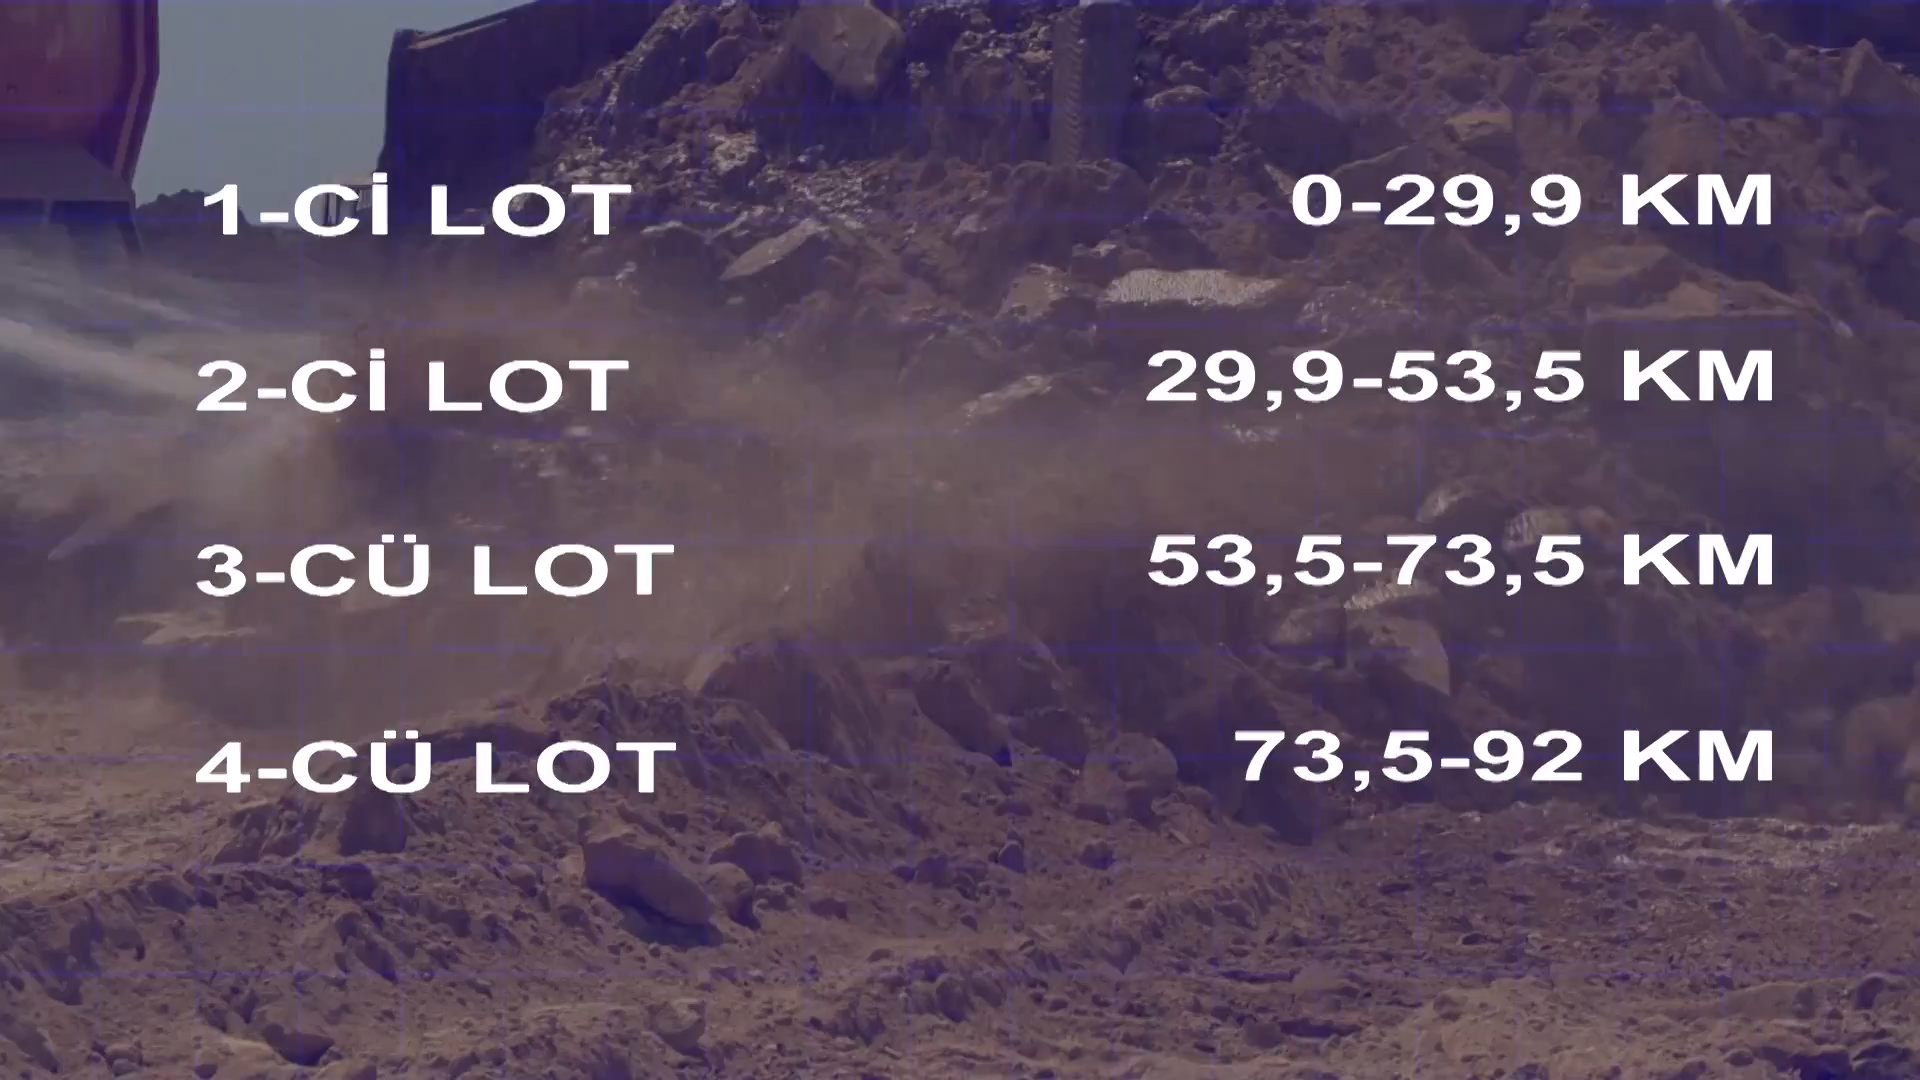 1-Cİ LOT 0-29,9 KM
2-Cİ LOT 29,9-53,5 KM
3-CÜ LOT 53,5-73,5 KM
4-CÜ LOT 73,5-92 KM